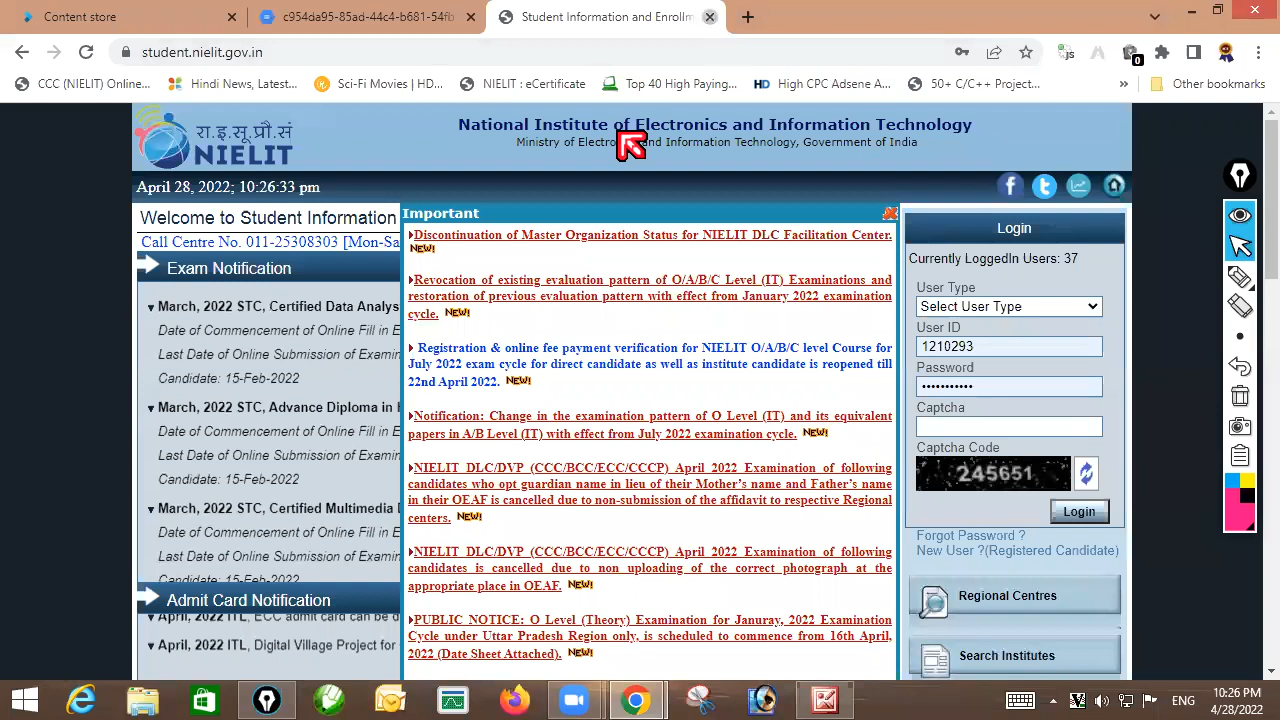 Content store
c954da95-85ad-44c4-b681-54fb
Student Information and Enrollm
student.nielit.gov.in
JS
0
CCC (NIELIT) Online...
Hindi News, Latest...
Sci-Fi Movies | HD...
NIELIT : eCertificate
Top 40 High Paying...
HD High CPC Adsene A...
50+ C/C++ Project...
»
Other bookmarks
रा.इ.सू.प्रौ.सं
NIELIT
National Institute of Electronics and Information Technology
Ministry of Electro and Information Technology, Government of India
April 28, 2022; 10:26:33 pm
Welcome to Student Information
Call Centre No. 011-25308303 [Mon-Sa
Exam Notification
March, 2022 STC, Certified Data Analys
Date of Commencement of Online Fill in E
Last Date of Online Submission of Examin
Candidate: 15-Feb-2022
March, 2022 STC, Advance Diploma in H
Date of Commencement of Online Fill in E
Last Date of Online Submission of Examin
Candidate: 15-Feb-2022
March, 2022 STC, Certified Multimedia D
Date of Commencement of Online Fill in E
Last Date of Online Submission of Examin
Candidate: 15-Feb-2022
Admit Card Notification
April, 2022 ITL, ECC admit card can be d
April, 2022 ITL, Digital Village Project for
Important
Discontinuation of Master Organization Status for NIELIT DLC Facilitation Center.
NEW!
Revocation of existing evaluation pattern of O/A/B/C Level (IT) Examinations and
restoration of previous evaluation pattern with effect from January 2022 examination
cycle. NEW!
Registration & online fee payment verification for NIELIT O/A/B/C level Course for
July 2022 exam cycle for direct candidate as well as institute candidate is reopened till
22nd April 2022. NEW!
Notification: Change in the examination pattern of O Level (IT) and its equivalent
papers in A/B Level (IT) with effect from July 2022 examination cycle. NEW!
NIELIT DLC/DVP (CCC/BCC/ECC/CCCP) April 2022 Examination of following
candidates who opt guardian name in lieu of their Mother's name and Father's name
in their OEAF is cancelled due to non-submission of the affidavit to respective Regional
centers. NEW!
NIELIT DLC/DVP (CCC/BCC/ECC/CCCP) April 2022 Examination of following
candidates is cancelled due to non uploading of the correct photograph at the
appropriate place in OEAF. NEW!
PUBLIC NOTICE: O Level (Theory) Examination for Januray, 2022 Examination
Cycle under Uttar Pradesh Region only, is scheduled to commence from 16th April,
2022 (Date Sheet Attached). NEW!
Login
Currently LoggedIn Users: 37
User Type
Select User Type
User ID
1210293
Password
•••••••••••
Captcha
Captcha Code
245651
Login
Forgot Password ?
New User ?(Registered Candidate)
Regional Centres
Search Institutes
ENG
10:26 PM
4/28/2022